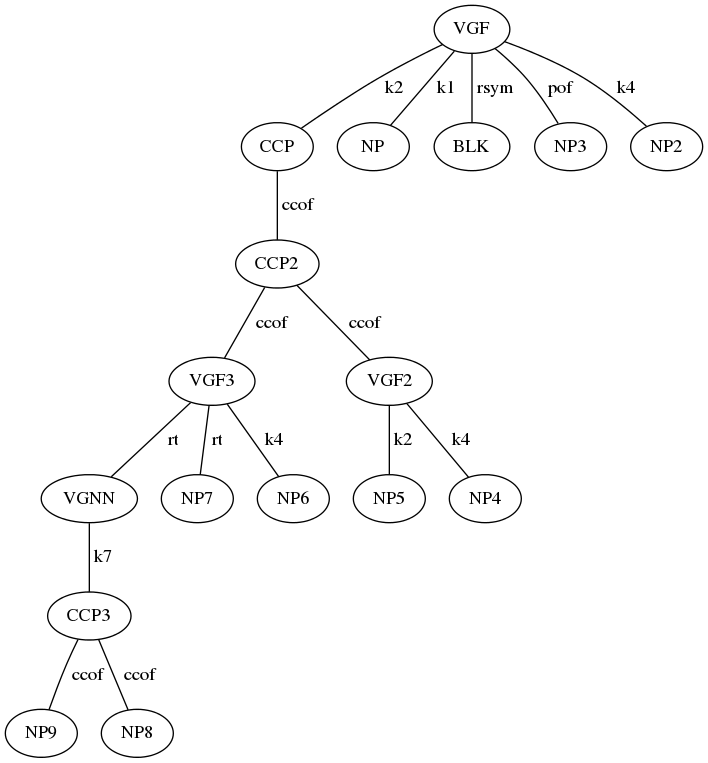 VGF
k2 k1 rsym pof k4
CCP NP BLK NP3 NP2
ccof
CCP2
ccof ccof
VGF3 VGF2
rt rt k4 k2 k4
VGNN NP7 NP6 NP5 NP4
k7
CCP3
ccof ccof
NP9 NP8